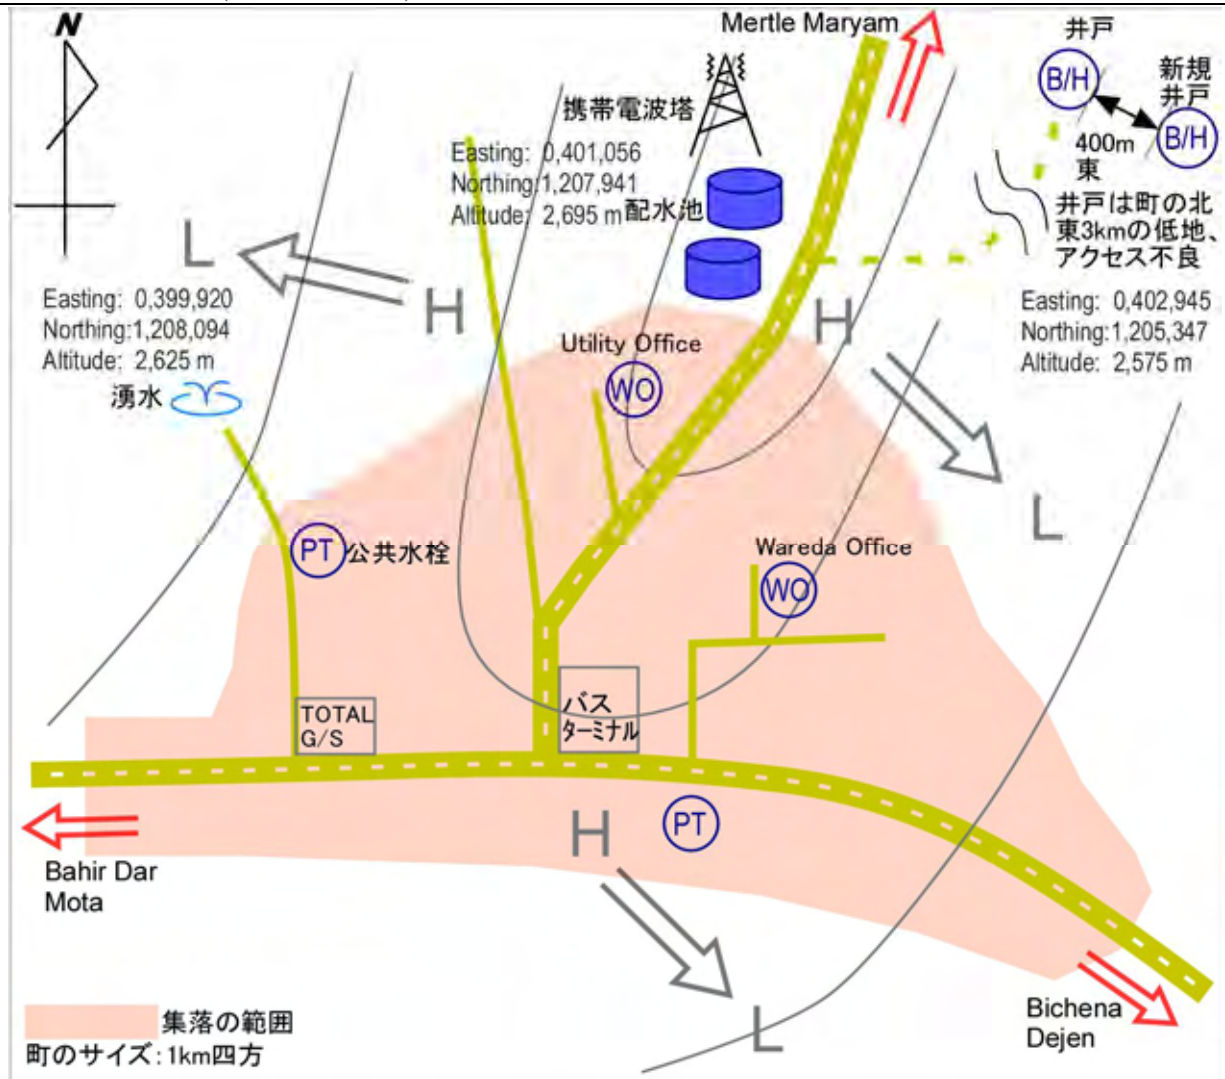 N
Mertle Maryam
井戸
B/H
新規
井戸
B/H
400m
東
携帯電波塔
Easting: 0,401,056
Northing:1,207,941
Altitude: 2,695 m
配水池
井戸は町の北
東3kmの低地、
アクセス不良
Easting: 0,402,945
Northing:1,205,347
Altitude: 2,575 m
L
H
H
Easting: 0,399,920
Northing:1,208,094
Altitude: 2,625 m
湧水
Utility Office
WO
L
PT
公共水栓
Wareda Office
WO
TOTAL
G/S
バス
ターミナル
H
PT
Bahir Dar
Mota
L
Bichena
Dejen
集落の範囲
町のサイズ:1km四方